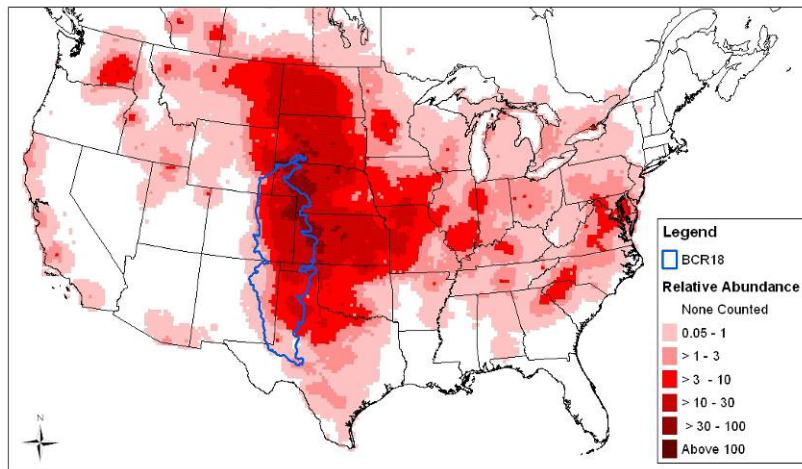 N
Legend
BCR18
Relative Abundance
None Counted
0.05 - 1
> 1 - 3
> 3 - 10
> 10 - 30
> 30 - 100
Above 100